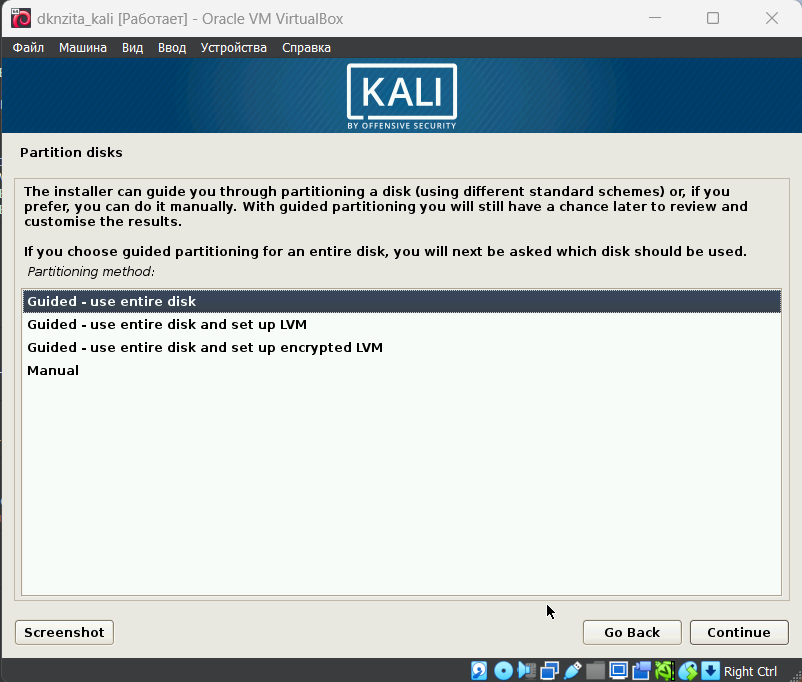 dknzita_kali [Работает] - Oracle VM VirtualBox
Файл Машина Вид Ввод Устройства Справка
KALI
BY OFFENSIVE SECURITY
Partition disks
The installer can guide you through partitioning a disk (using different standard schemes) or, if you
prefer, you can do it manually. With guided partitioning you will still have a chance later to review and
customise the results.
If you choose guided partitioning for an entire disk, you will next be asked which disk should be used.
Partitioning method:
Guided - use entire disk
Guided - use entire disk and set up LVM
Guided - use entire disk and set up encrypted LVM
Manual
Screenshot Go Back Continue
Right Ctrl